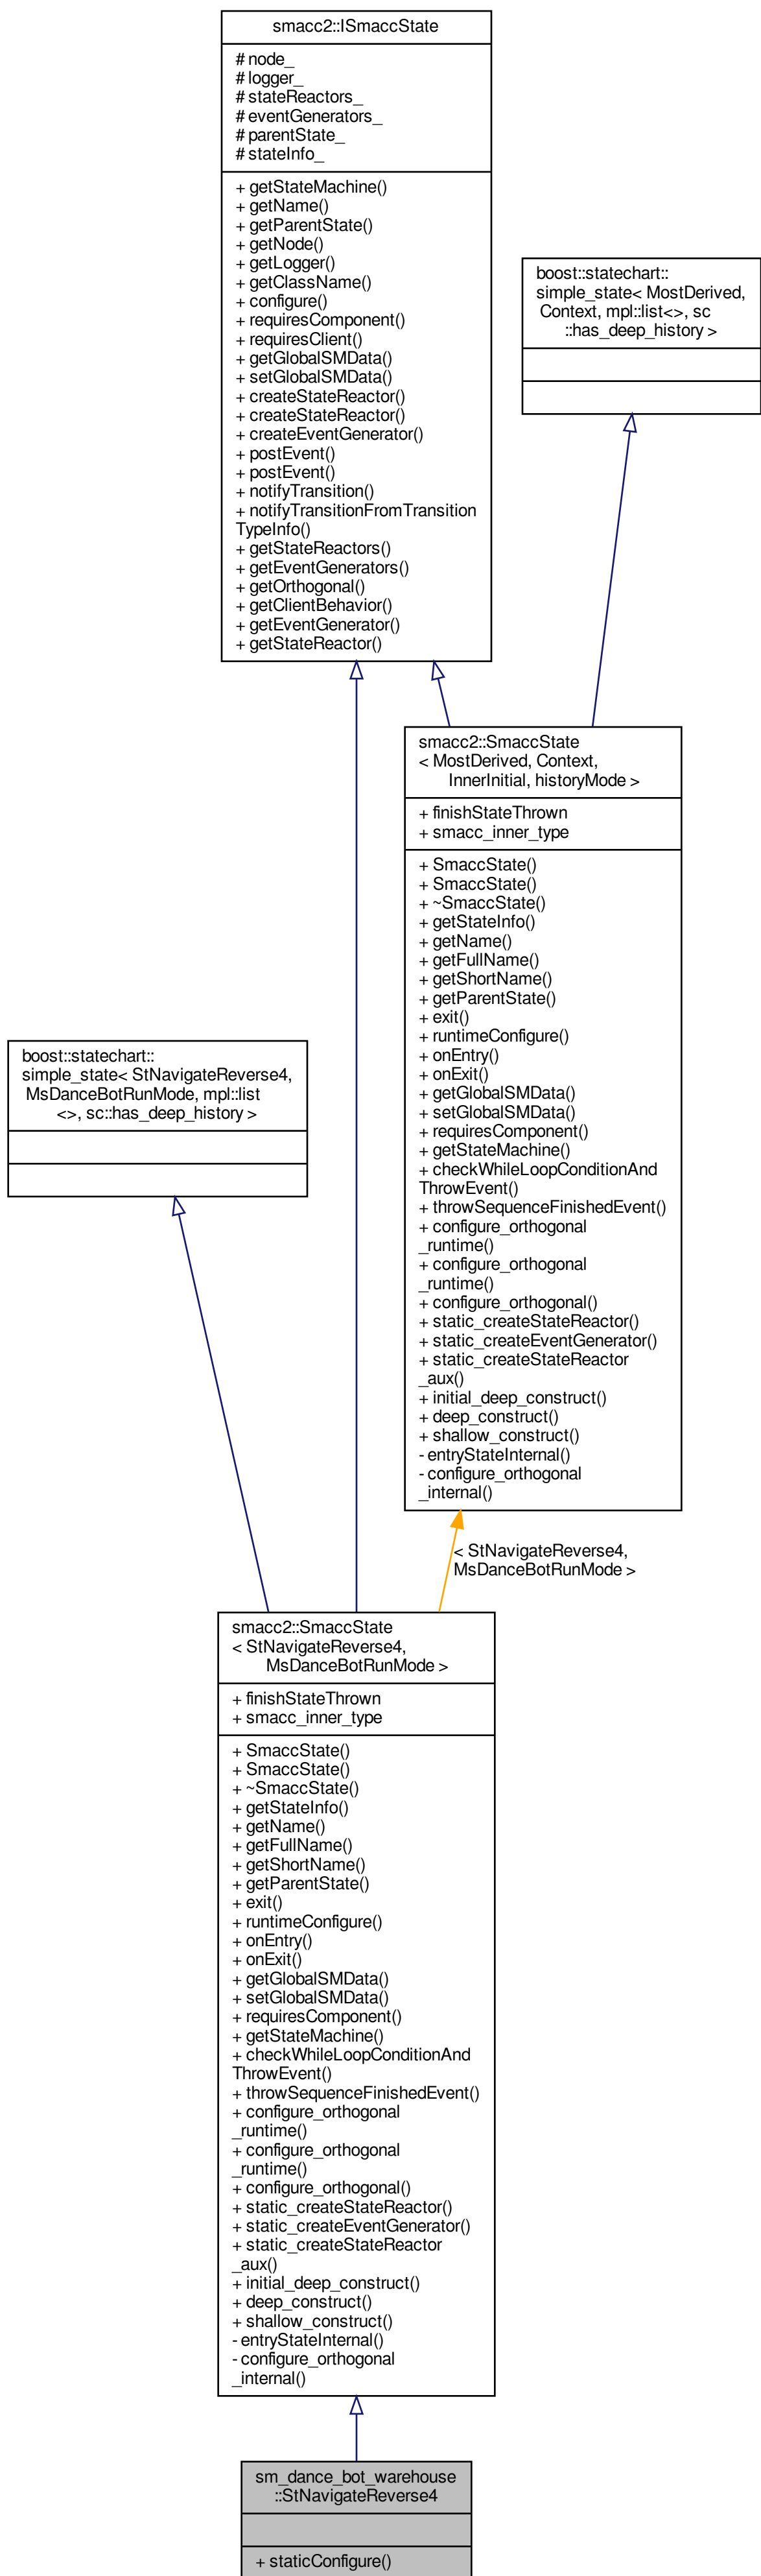 smacc2::ISmaccState
# node_
# logger_
# stateReactors_
# eventGenerators_
# parentState_
# stateInfo_
+ getStateMachine()
+ getName()
+ getParentState()
+ getNode()
+ getLogger()
+ getClassName()
+ configure()
+ requiresComponent()
+ requiresClient()
+ getGlobalSMData()
+ setGlobalSMData()
+ createStateReactor()
+ createStateReactor()
+ createEventGenerator()
+ postEvent()
+ postEvent()
+ notifyTransition()
+ notifyTransitionFromTransition
TypeInfo()
+ getStateReactors()
+ getEventGenerators()
+ getOrthogonal()
+ getClientBehavior()
+ getEventGenerator()
+ getStateReactor()
boost::statechart::
simple_state< MostDerived,
Context, mpl::list<>, sc
::has_deep_history >
smacc2::SmaccState
< MostDerived, Context,
InnerInitial, historyMode >
+ finishStateThrown
+ smacc_inner_type
+ SmaccState()
+ SmaccState()
+ ~SmaccState()
+ getStateInfo()
+ getName()
+ getFullName()
+ getShortName()
+ getParentState()
+ exit()
+ runtimeConfigure()
+ onEntry()
+ onExit()
+ getGlobalSMData()
+ setGlobalSMData()
+ requiresComponent()
+ getStateMachine()
+ checkWhileLoopConditionAnd
ThrowEvent()
+ throwSequenceFinishedEvent()
+ configure_orthogonal
_runtime()
+ configure_orthogonal
_runtime()
+ configure_orthogonal()
+ static_createStateReactor()
+ static_createEventGenerator()
+ static_createStateReactor
_aux()
+ initial_deep_construct()
+ deep_construct()
+ shallow_construct()
- entryStateInternal()
- configure_orthogonal
_internal()
boost::statechart::
simple_state< StNavigateReverse4,
MsDanceBotRunMode, mpl::list
<>, sc::has_deep_history >
< StNavigateReverse4,
MsDanceBotRunMode >
smacc2::SmaccState
< StNavigateReverse4,
MsDanceBotRunMode >
+ finishStateThrown
+ smacc_inner_type
+ SmaccState()
+ SmaccState()
+ ~SmaccState()
+ getStateInfo()
+ getName()
+ getFullName()
+ getShortName()
+ getParentState()
+ exit()
+ runtimeConfigure()
+ onEntry()
+ onExit()
+ getGlobalSMData()
+ setGlobalSMData()
+ requiresComponent()
+ getStateMachine()
+ checkWhileLoopConditionAnd
ThrowEvent()
+ throwSequenceFinishedEvent()
+ configure_orthogonal
_runtime()
+ configure_orthogonal
_runtime()
+ configure_orthogonal()
+ static_createStateReactor()
+ static_createEventGenerator()
+ static_createStateReactor
_aux()
+ initial_deep_construct()
+ deep_construct()
+ shallow_construct()
- entryStateInternal()
- configure_orthogonal
_internal()
sm_dance_bot_warehouse
::StNavigateReverse4
+ staticConfigure()